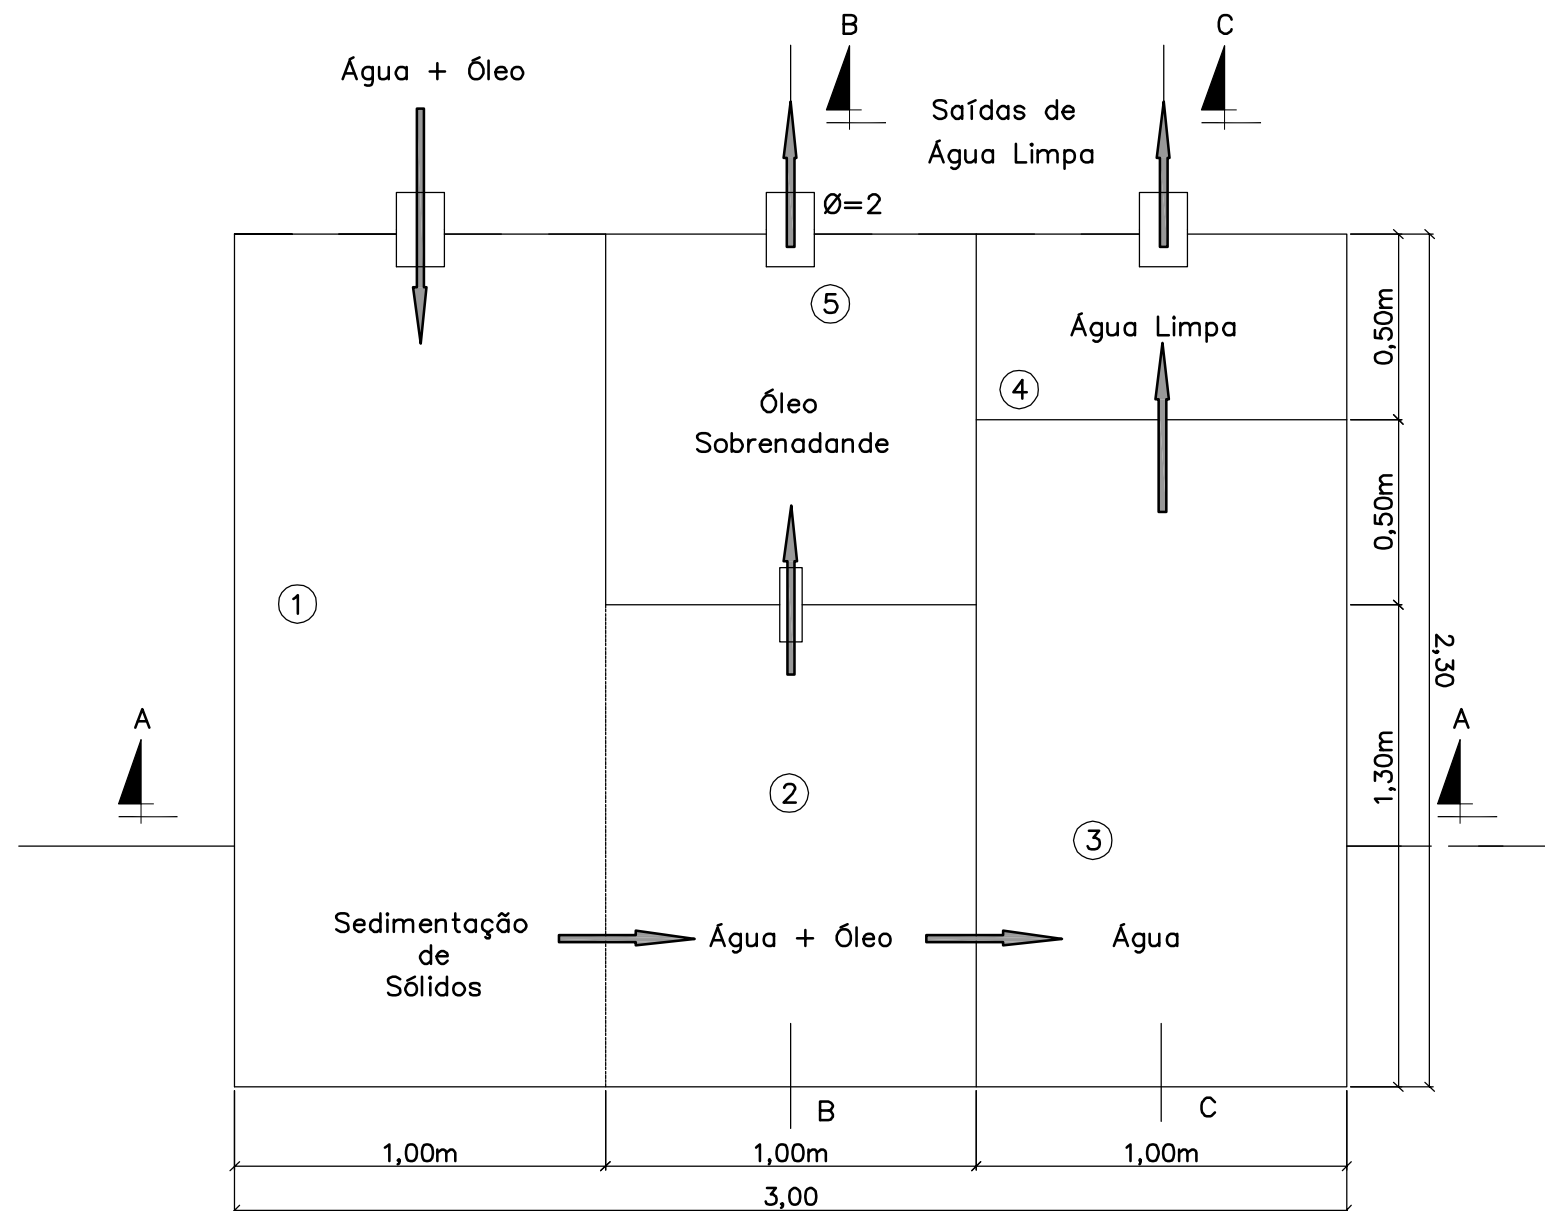 B
C
Água + Óleo
Saídas de
Água Limpa
Ø=2
5
Água Limpa
0,50m
4
Óleo
Sobrenadande
0,50m
1
2,30
A
A
1,30m
2
3
Sedimentação
de
Sólidos
Água + Óleo
Água
B
C
1,00m
1,00m
1,00m
3,00